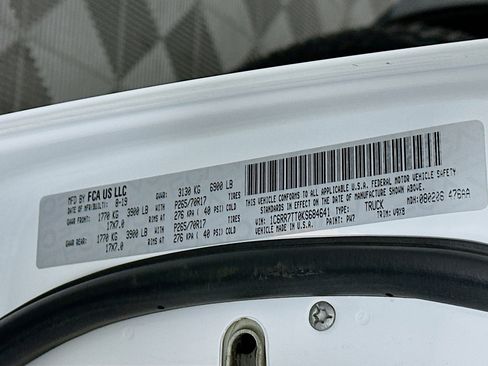 MFD BY FCA US LLC
DATE OF MFR 8-19 GVWR: 3130 KG 6900 LB
GAWR FRONT: 1770 KG 3900 LB TIRES P265/70R17
17X7.0 RIMS AT 276 KPA ( 40 PSI) COLD
GAWR REAR: 1770 KG 3900 LB TIRES P265/70R17
17X7.0 RIMS AT 276 KPA ( 40 PSI) COLD
THIS VEHICLE CONFORMS TO ALL APPLICABLE U.S.A. FEDERAL MOTOR VEHICLE SAFETY
STANDARDS IN EFFECT ON THE DATE OF MANUFACTURE SHOWN ABOVE.
VIN: 1C6RR7TT0KS684641 TYPE: TRUCK MDH: 476AA
VEHICLE MADE IN U.S.A. PAINT: PW7 TRIM: